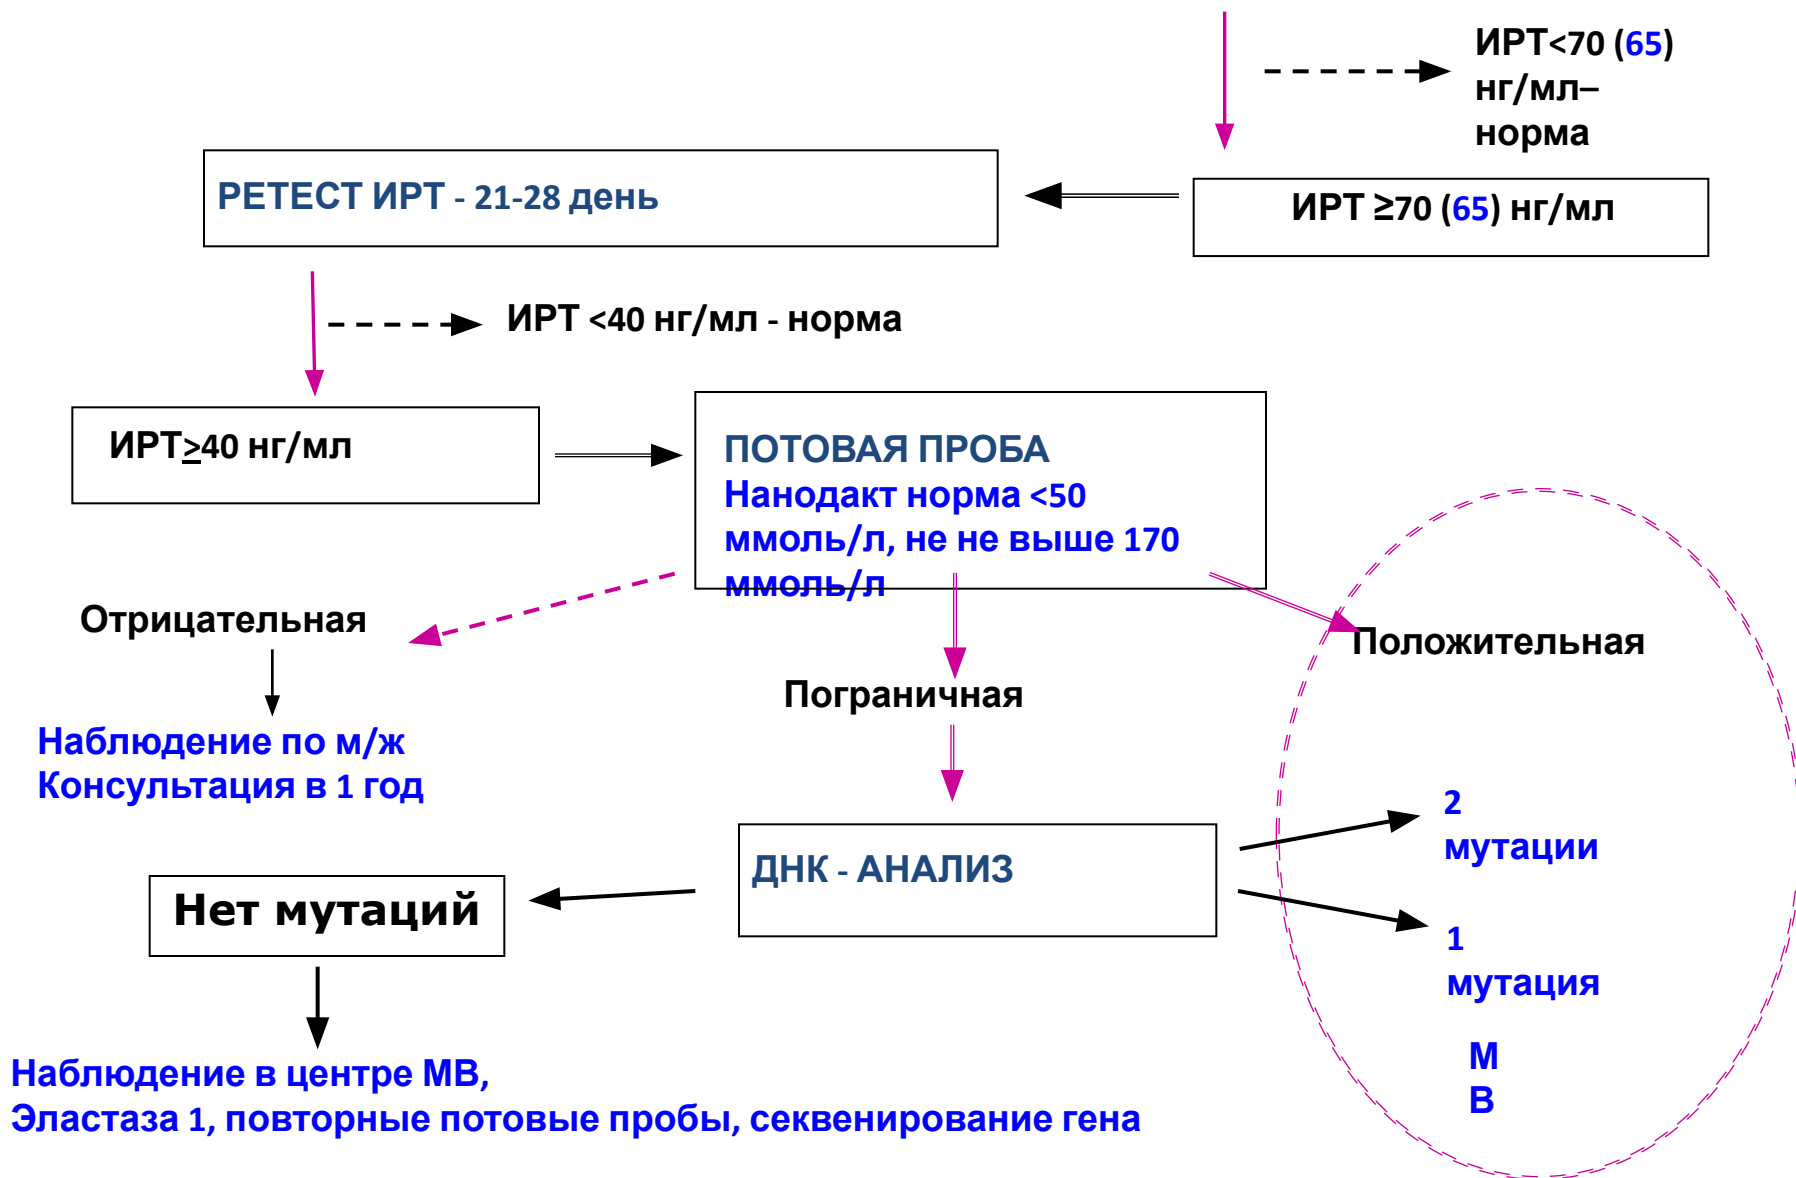 ИРТ<70 (65)
нг/мл–
норма
РЕТЕСТ ИРТ - 21-28 день
ИРТ ≥70 (65) нг/мл
ИРТ <40 нг/мл - норма
ИРТ≥40 нг/мл
ПОТОВАЯ ПРОБА
Нанодакт норма <50
ммоль/л, не не выше 170
ммоль/л
Отрицательная
Положительная
Пограничная
Наблюдение по м/ж
Консультация в 1 год
2
мутации
ДНК - АНАЛИЗ
Нет мутаций
1
мутация
М
В
Наблюдение в центре МВ,
Эластаза 1, повторные потовые пробы, секвенирование гена